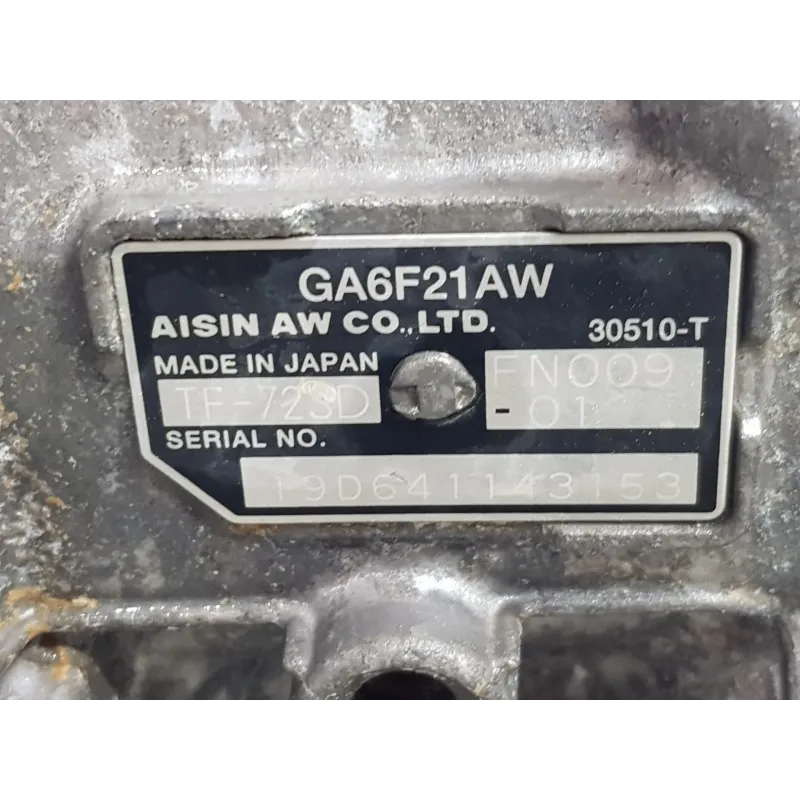 GA6F21AW
AISIN AW CO.,LTD. 30510-T
MADE IN JAPAN
TF-72SD FN009
-01
SERIAL NO.
19D641143153